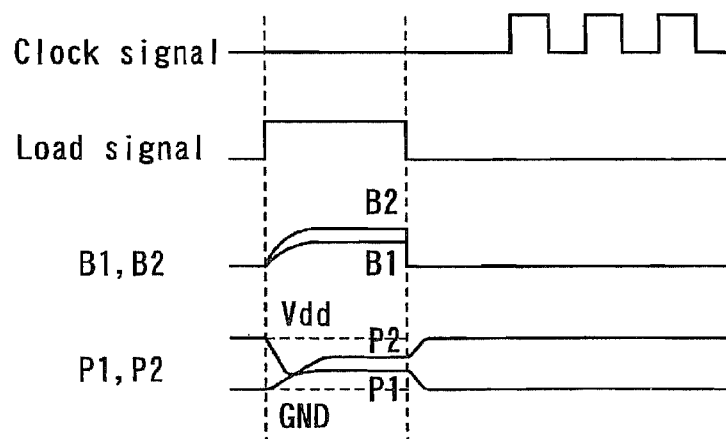 Clock signal
Load signal
B2
B1, B2
B1
Vdd
P2
P1, P2
P1
GND